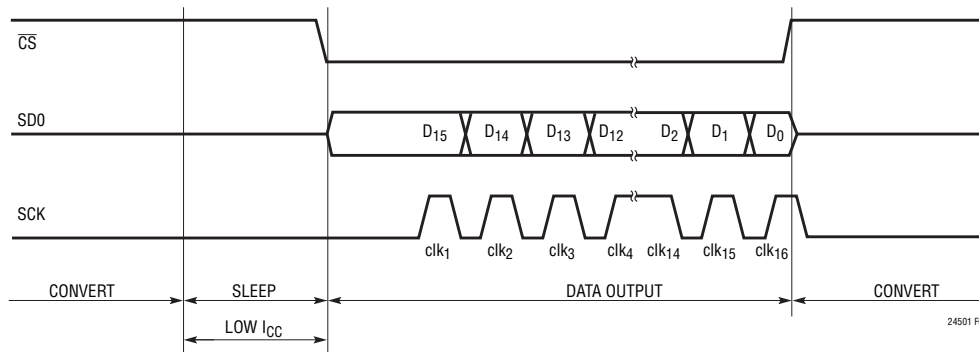 CS
SD0
D15 D14 D13 D12 D2 D1 D0
SCK
clk1 clk2 clk3 clk4 clk14 clk15 clk16
CONVERT SLEEP DATA OUTPUT CONVERT
LOW ICC
24501